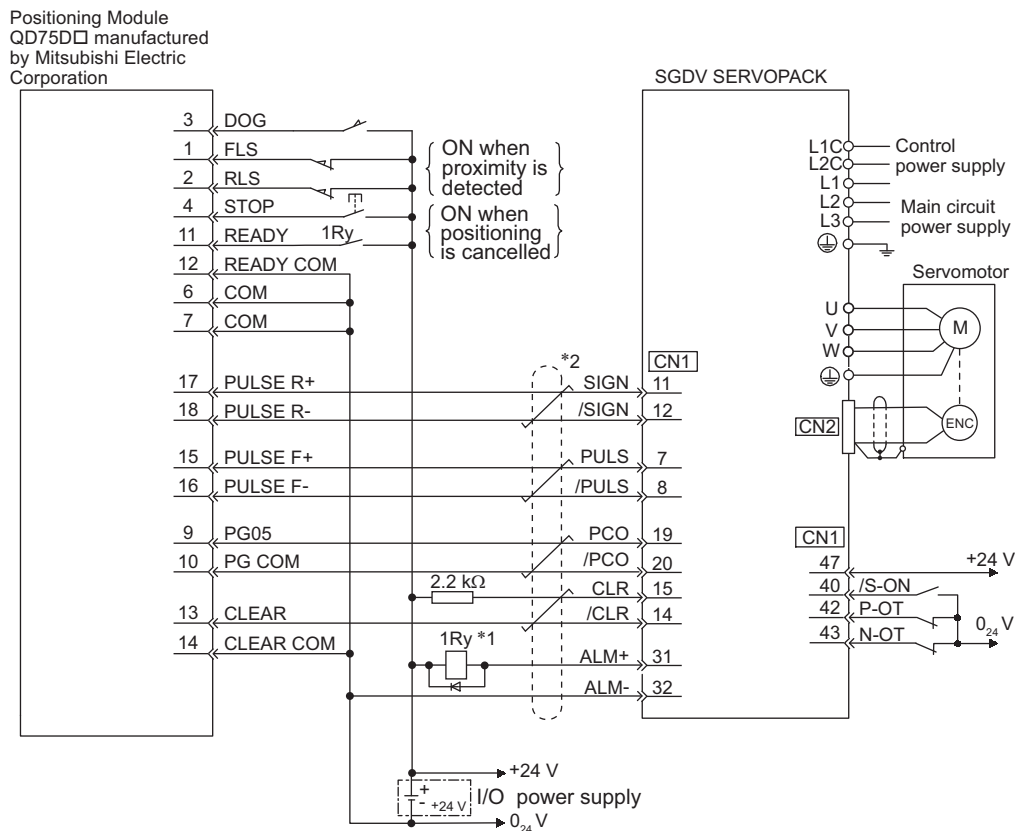 Positioning Module
QD75D□ manufactured
by Mitsubishi Electric
Corporation
SGDV SERVOPACK
3 DOG
1 FLS
2 RLS
4 STOP
11 READY 1Ry
12 READY COM
6 COM
7 COM
ON when
proximity is
detected
ON when
positioning
is cancelled
L1C
L2C
Control
power supply
L1
L2
L3
Main circuit
power supply
Servomotor
U
V
W
M
CN2
ENC
*2
CN1
17 PULSE R+ SIGN 11
18 PULSE R- /SIGN 12
15 PULSE F+ PULS 7
16 PULSE F- /PULS 8
9 PG05 PCO 19
10 PG COM /PCO 20
2.2 kΩ CLR 15
13 CLEAR /CLR 14
14 CLEAR COM
1Ry *1 ALM+ 31
ALM- 32
CN1
47 +24 V
40 /S-ON
42 P-OT
43 N-OT
0₂₄ V
+24 V
+
- +24 V
I/O power supply
0₂₄ V